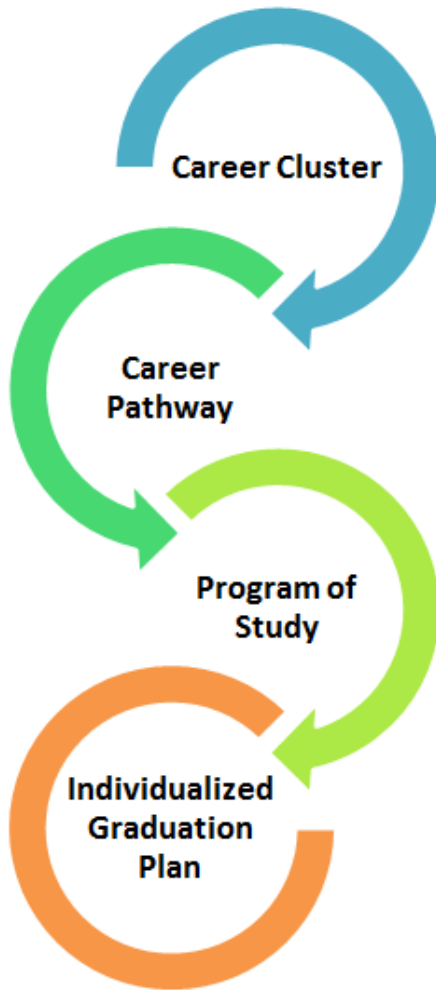 Career Cluster
Career
Pathway
Program of
Study
Individualized
Graduation
Plan